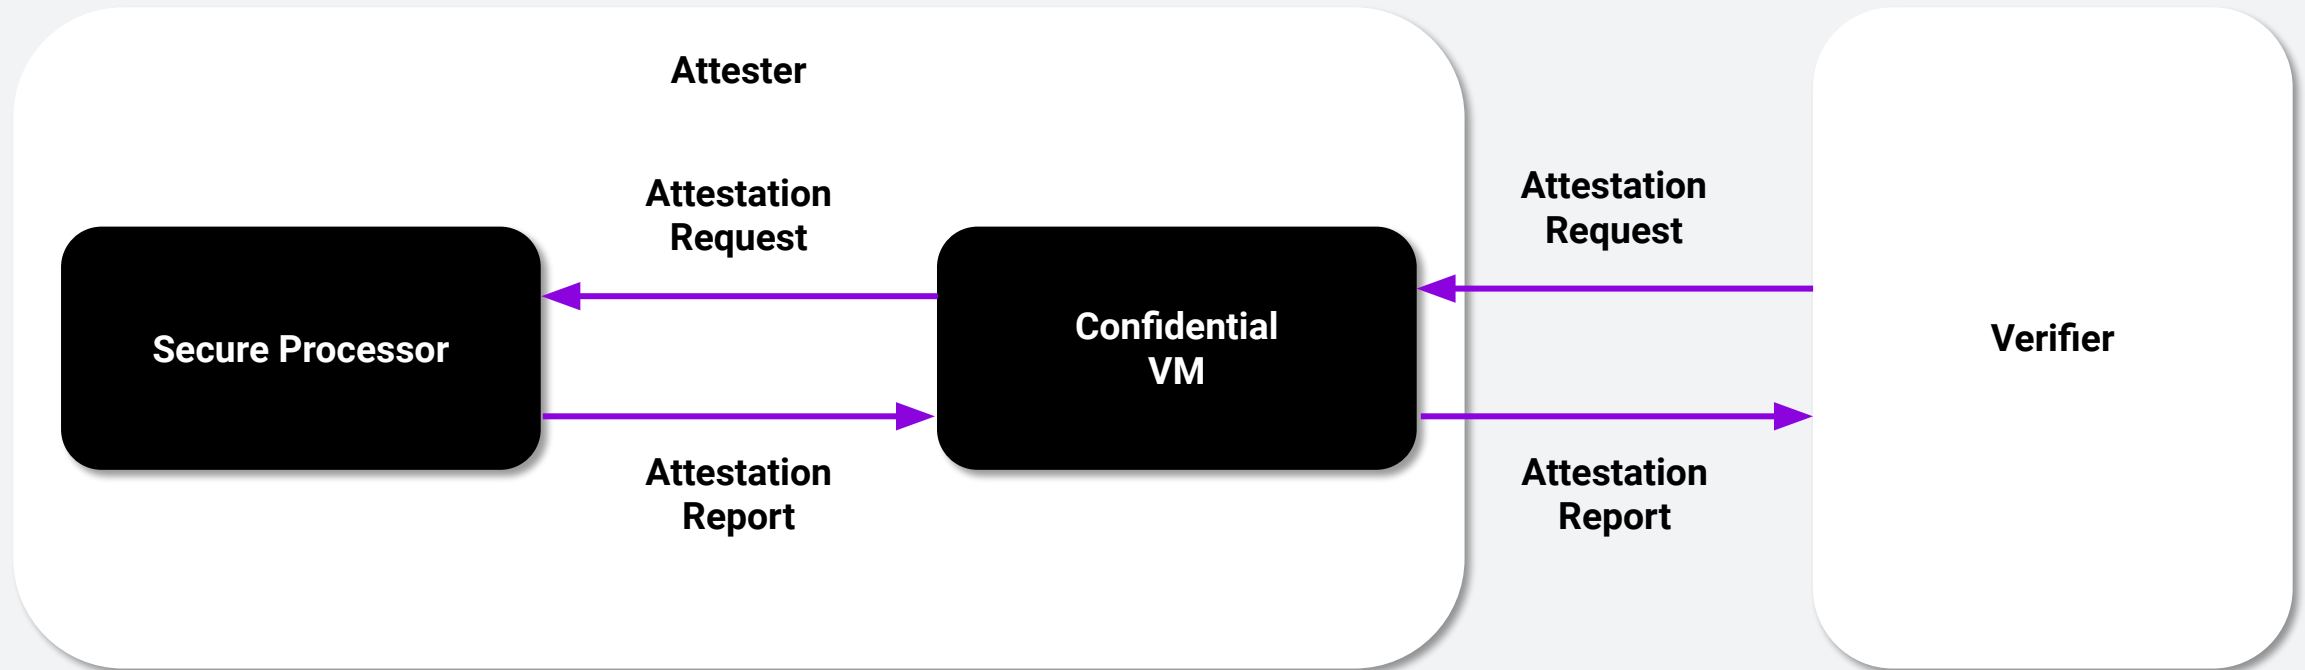 Attester
Attestation
Request
Attestation
Request
Secure Processor
Confidential
VM
Verifier
Attestation
Report
Attestation
Report